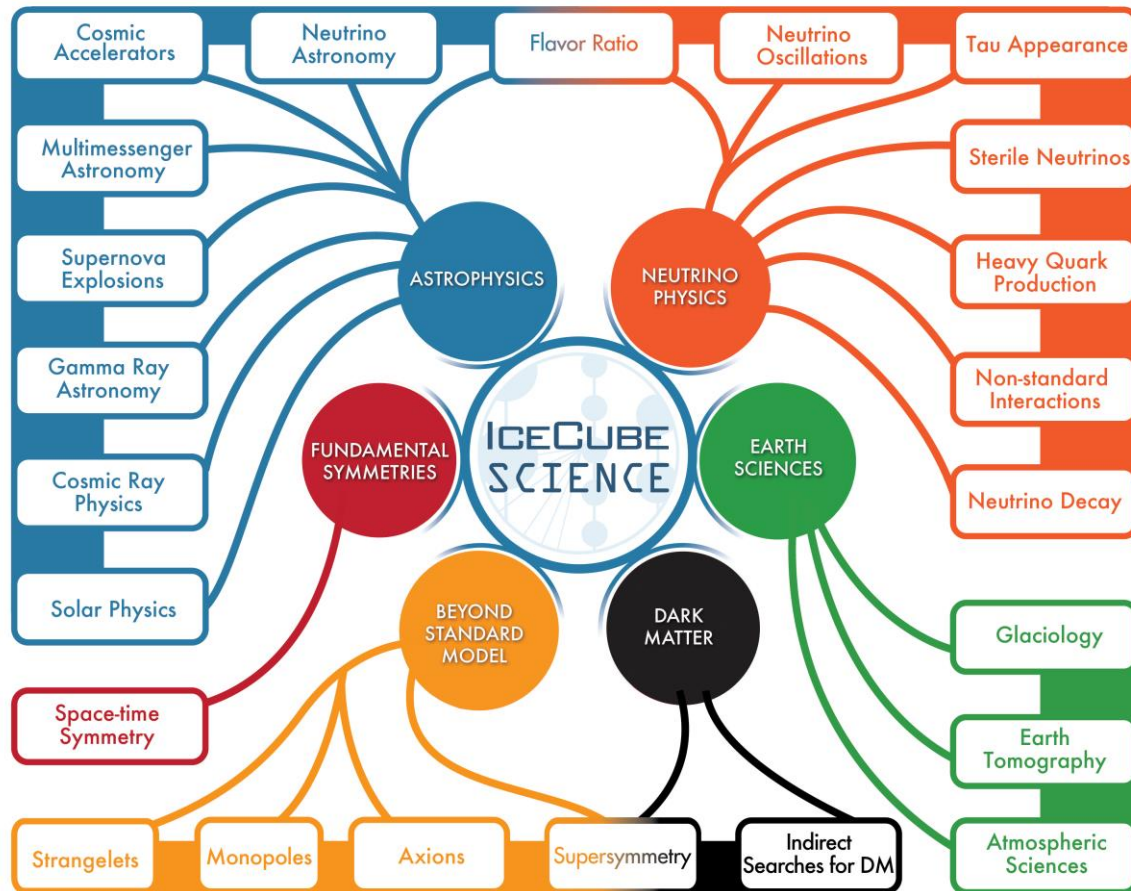 Cosmic
Accelerators
Neutrino
Astronomy
Flavor Ratio
Neutrino
Oscillations
Tau Appearance
Multimessenger
Astronomy
Sterile Neutrinos
Supernova
Explosions
ASTROPHYSICS
NEUTRINO
PHYSICS
Heavy Quark
Production
Gamma Ray
Astronomy
Non-standard
Interactions
FUNDAMENTAL
SYMMETRIES
ICECUBE
SCIENCE
EARTH
SCIENCES
Cosmic Ray
Physics
Neutrino Decay
Solar Physics
BEYOND
STANDARD
MODEL
DARK
MATTER
Glaciology
Space-time
Symmetry
Earth
Tomography
Strangelets
Monopoles
Axions
Supersymmetry
Indirect
Searches for DM
Atmospheric
Sciences